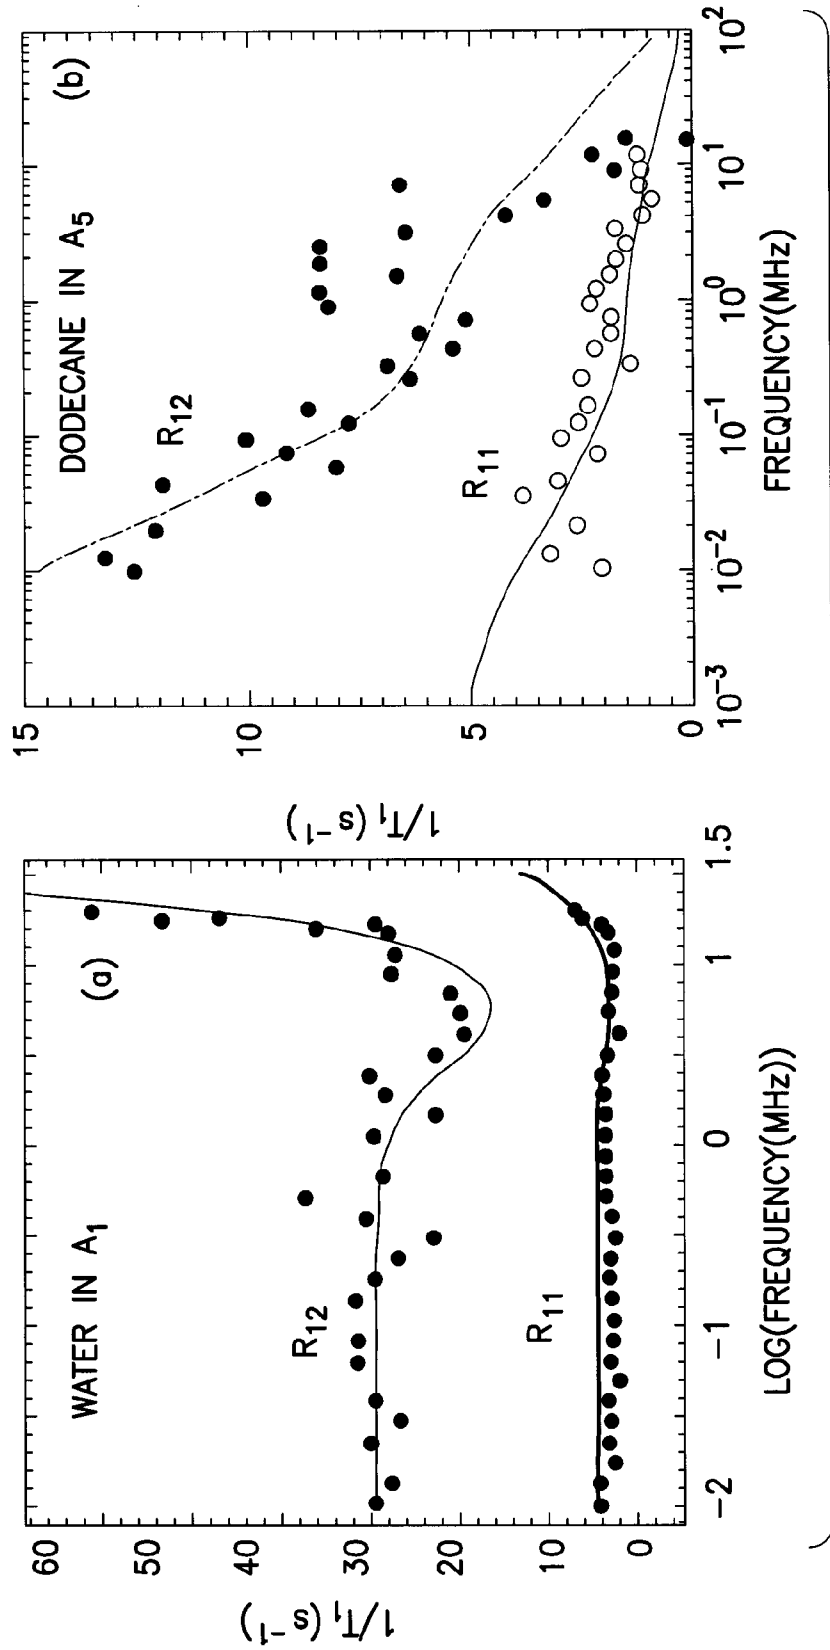 (a)
WATER IN A1
R12
R11
1/T1 (s−1)
60
50
40
30
20
10
0
−2
−1
0
1
1.5
LOG(FREQUENCY(MHz))
(b)
DODECANE IN A5
R12
R11
1/T1 (s−1)
15
10
5
0
10−3
10−2
10−1
100
101
102
FREQUENCY(MHz)